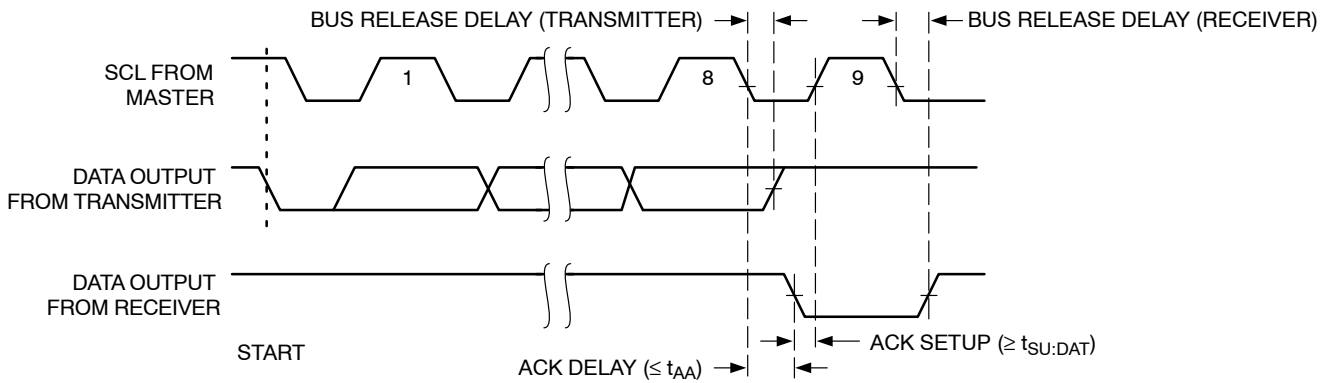 BUS RELEASE DELAY (TRANSMITTER)
BUS RELEASE DELAY (RECEIVER)
SCL FROM
MASTER
1
8
9
DATA OUTPUT
FROM TRANSMITTER
DATA OUTPUT
FROM RECEIVER
START
ACK SETUP (≥ tSU:DAT)
ACK DELAY (≤ tAA)